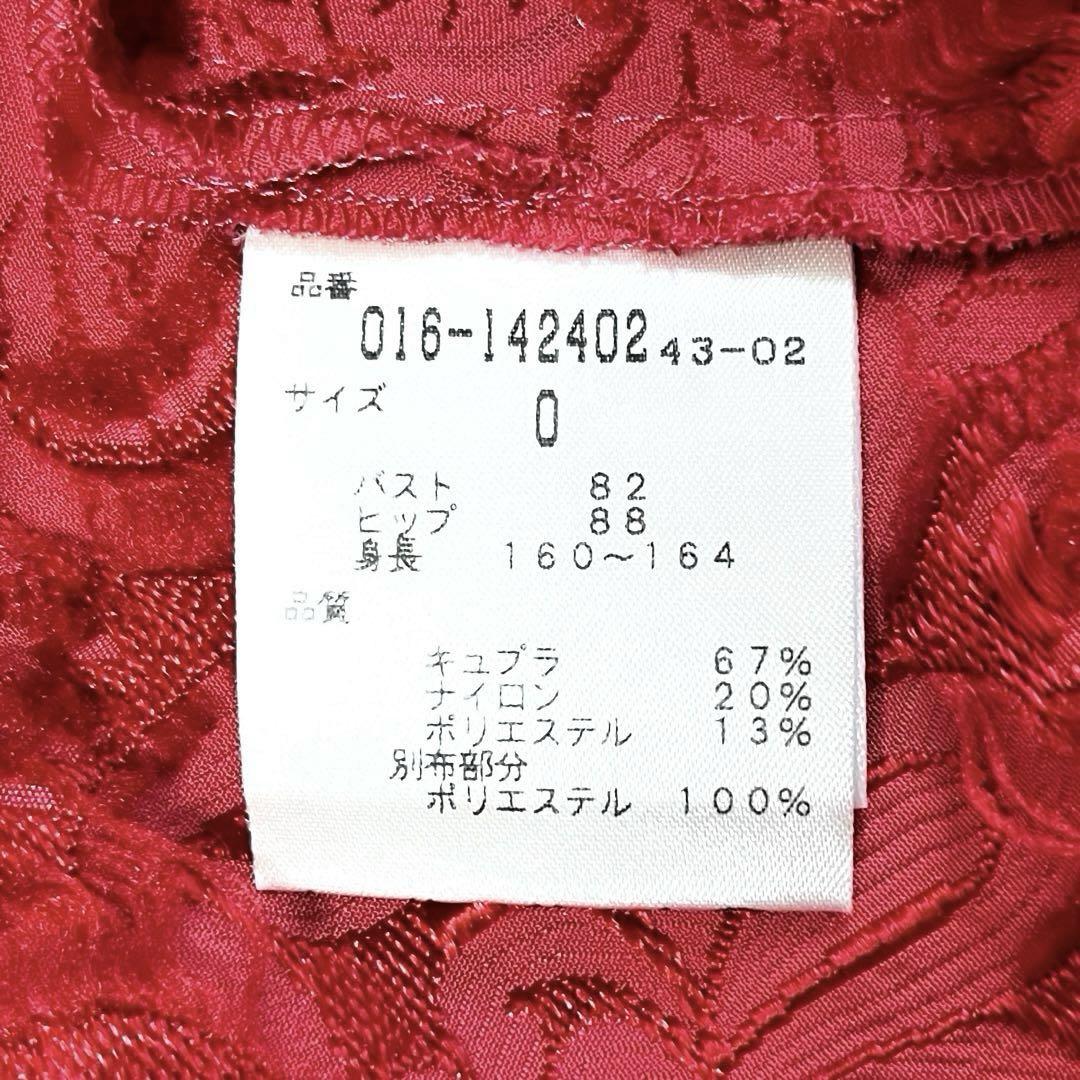 品番
016-142402 43-02
サイズ
0
バスト 82
ヒップ 88
身長 160〜164
品質
キュプラ 67%
ナイロン 20%
ポリエステル 13%
別布部分
ポリエステル 100%